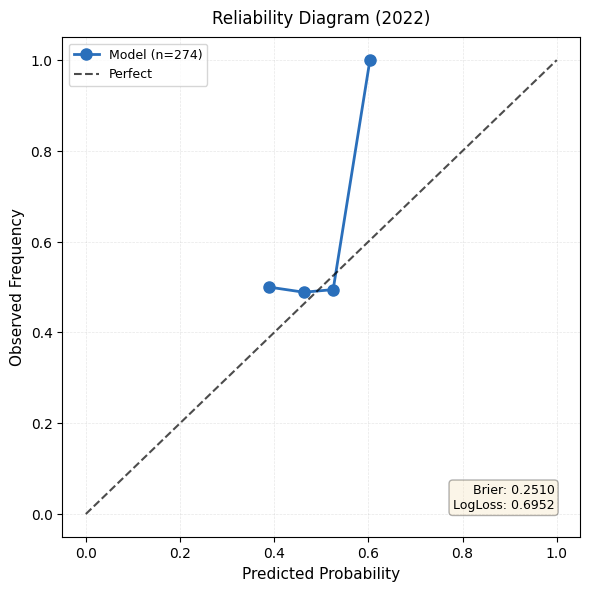 Reliability Diagram (2022)
Model (n=274)
Perfect
1.0
0.8
0.6
0.4
0.2
0.0
Observed Frequency
Brier: 0.2510
LogLoss: 0.6952
0.0 0.2 0.4 0.6 0.8 1.0
Predicted Probability